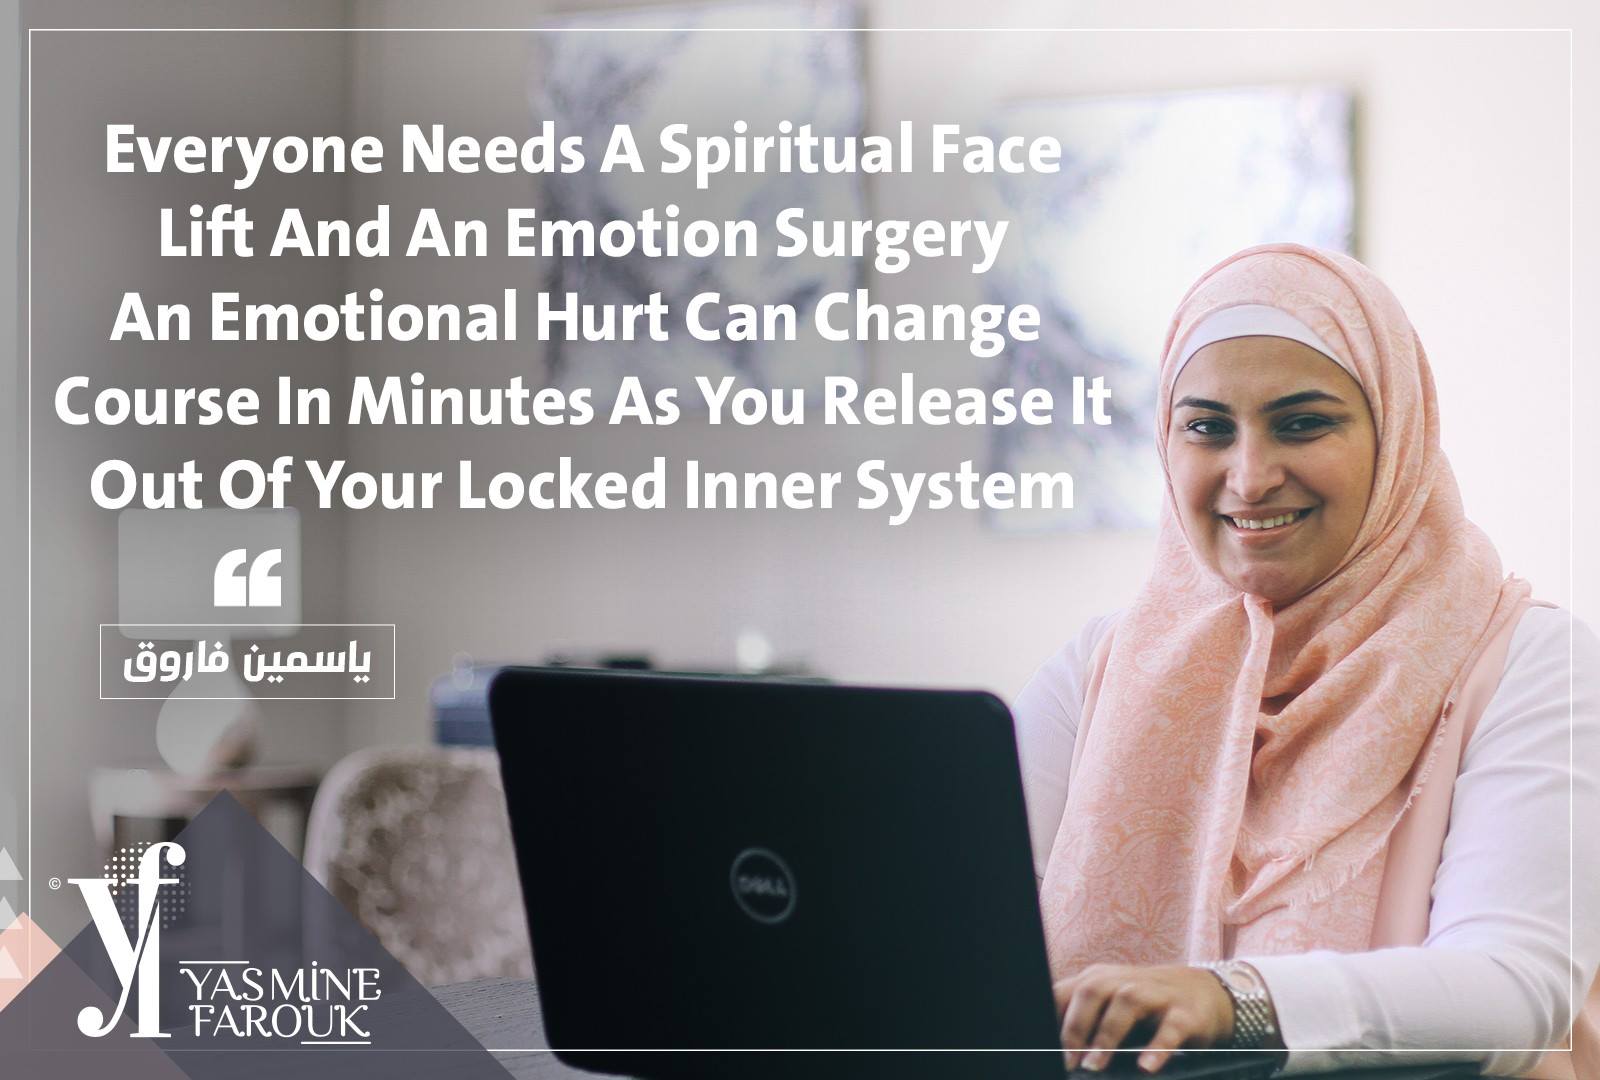 Everyone Needs A Spiritual Face
Lift And An Emotion Surgery
An Emotional Hurt Can Change
Course In Minutes As You Release It
Out Of Your Locked Inner System
“
ياسمين فاروق
DELL
© yf
YASMINE
FAROUK